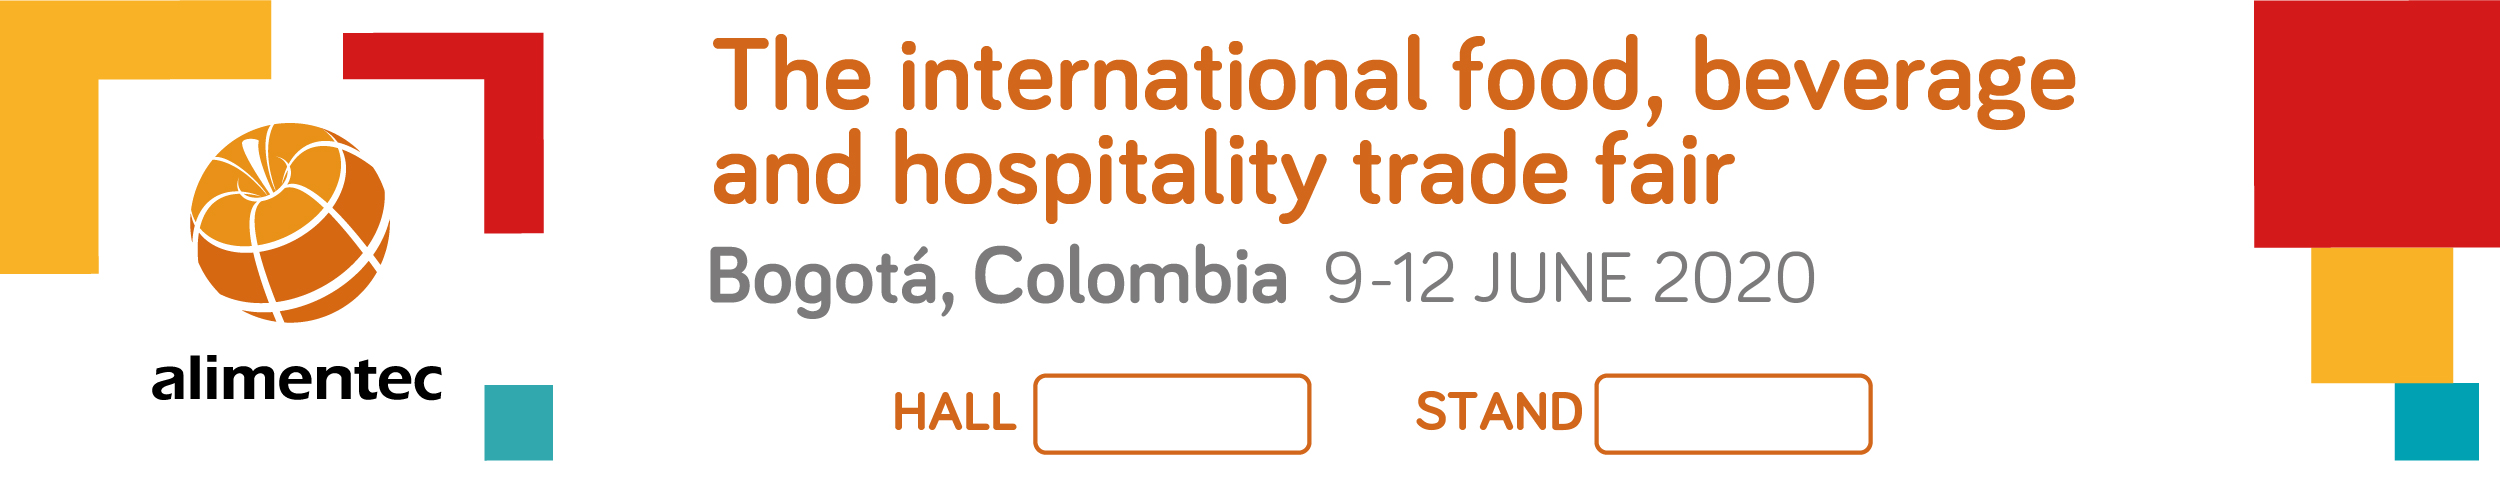 The international food, beverage
and hospitality trade fair
Bogotá, Colombia 9-12 JUNE 2020
alimentec
HALL STAND